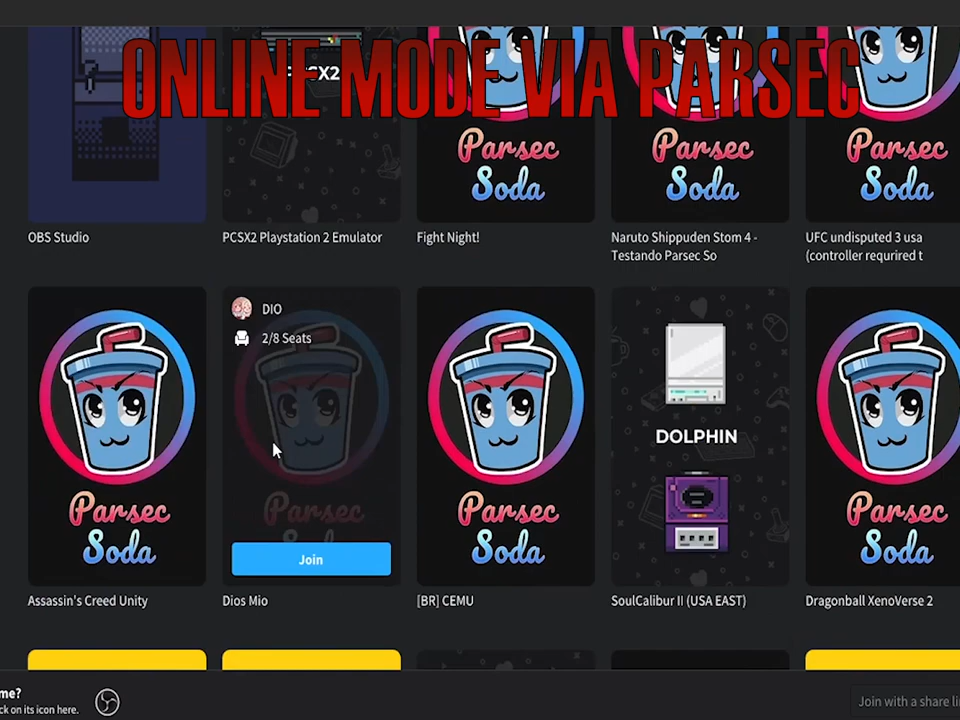 ONLINE MODE VIA PARSEC
Parsec
Soda
Parsec
Soda
Parsec
Soda
OBS Studio
PCSX2 Playstation 2 Emulator
Fight Night!
Naruto Shippuden Stom 4 -
Testando Parsec So
UFC undisputed 3 usa
(controller requrired t
DIO
2/8 Seats
Parsec
Soda
Parsec
Join
Parsec
Soda
DOLPHIN
Parsec
Soda
Assassin's Creed Unity
Dios Mio
[BR] CEMU
SoulCalibur II (USA EAST)
Dragonball XenoVerse 2
me?
ck on its icon here.
Join with a share li